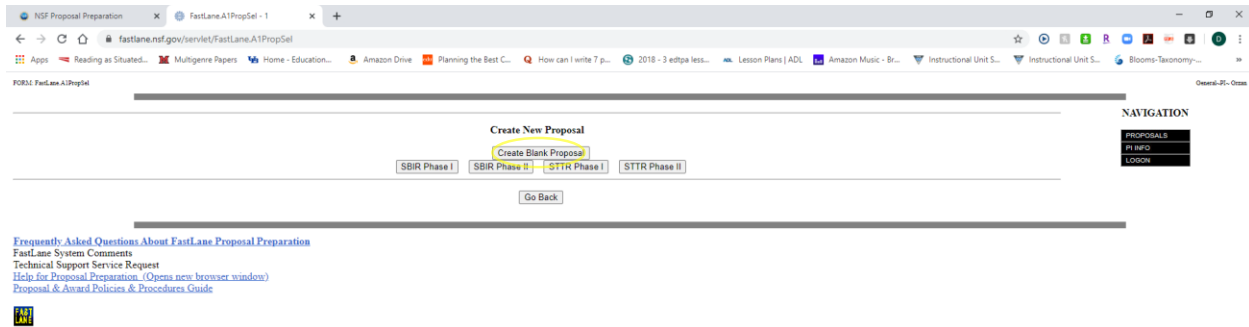 NSF Proposal Preparation
FastLane.A1PropSel - 1
fastlane.nsf.gov/servlet/FastLane.A1PropSel
Apps Reading as Situated... Multigenre Papers Home - Education... Amazon Drive Planning the Best C... How can I write 7 p... 2018 - 3 edtpa less... Lesson Plans | ADL Amazon Music - Br... Instructional Unit S... Instructional Unit S... Blooms-Taxonomy-...
FORM: FastLane.A1PropSel
General--PI-- Orzan
NAVIGATION
PROPOSALS
PI INFO
LOGON
Create New Proposal
Create Blank Proposal
SBIR Phase I SBIR Phase II STTR Phase I STTR Phase II
Go Back
Frequently Asked Questions About FastLane Proposal Preparation
FastLane System Comments
Technical Support Service Request
Help for Proposal Preparation (Opens new browser window)
Proposal & Award Policies & Procedures Guide
FAST
LANE